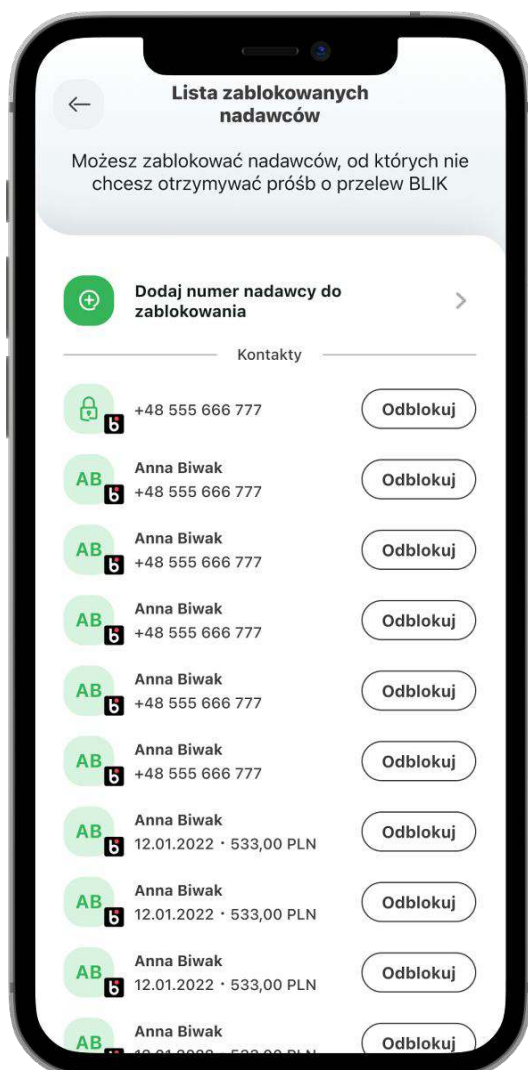 Lista zablokowanych
nadawców
Możesz zablokować nadawców, od których nie
chcesz otrzymywać próśb o przelew BLIK
Dodaj numer nadawcy do
zablokowania
Kontakty
+48 555 666 777
Odblokuj
AB
Anna Biwak
+48 555 666 777
Odblokuj
AB
Anna Biwak
+48 555 666 777
Odblokuj
AB
Anna Biwak
+48 555 666 777
Odblokuj
AB
Anna Biwak
+48 555 666 777
Odblokuj
AB
Anna Biwak
+48 555 666 777
Odblokuj
AB
Anna Biwak
12.01.2022 · 533,00 PLN
Odblokuj
AB
Anna Biwak
12.01.2022 · 533,00 PLN
Odblokuj
AB
Anna Biwak
12.01.2022 · 533,00 PLN
Odblokuj
AB
Anna Biwak
Odblokuj